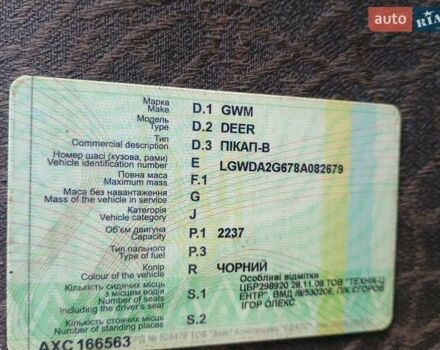 auto RIA
Марка
Make D.1 GWM
Модель
Type D.2 DEER
Тип
Commercial description D.3 ПІКАП-В
Номер шасі (кузова, рами)
Vehicle identification number E LGWDA2G678A082679
Повна маса
Maximum mass F.1
Маса без навантаження
Mass of the vehicle in service G
Категорія
Vehicle category J
Об'єм двигуна
Capacity P.1 2237
Тип пального
Type of fuel P.3
Колір
Colour of the vehicle R ЧОРНИЙ
Кількість сидячих
місць з місцем водія
Number of seats
including the driver's seat S.1
Кількість стоячих місць
Number of standing places S.2
Особливі відмітки
ЦБР298920 28.11.08 ТОВ "ТЕХНІК-Ц
ЕНТР", ВМД /8/530206, П/К ЄГОРОВ
ІГОР ОЛЕКС.
АХС 166563